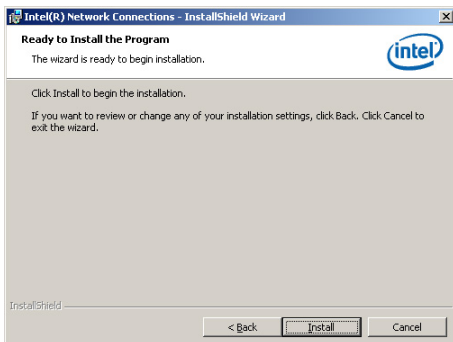 Intel(R) Network Connections - InstallShield Wizard
Ready to Install the Program
The wizard is ready to begin installation.
intel
Click Install to begin the installation.
If you want to review or change any of your installation settings, click Back. Click Cancel to
exit the wizard.
InstallShield
< Back
Install
Cancel